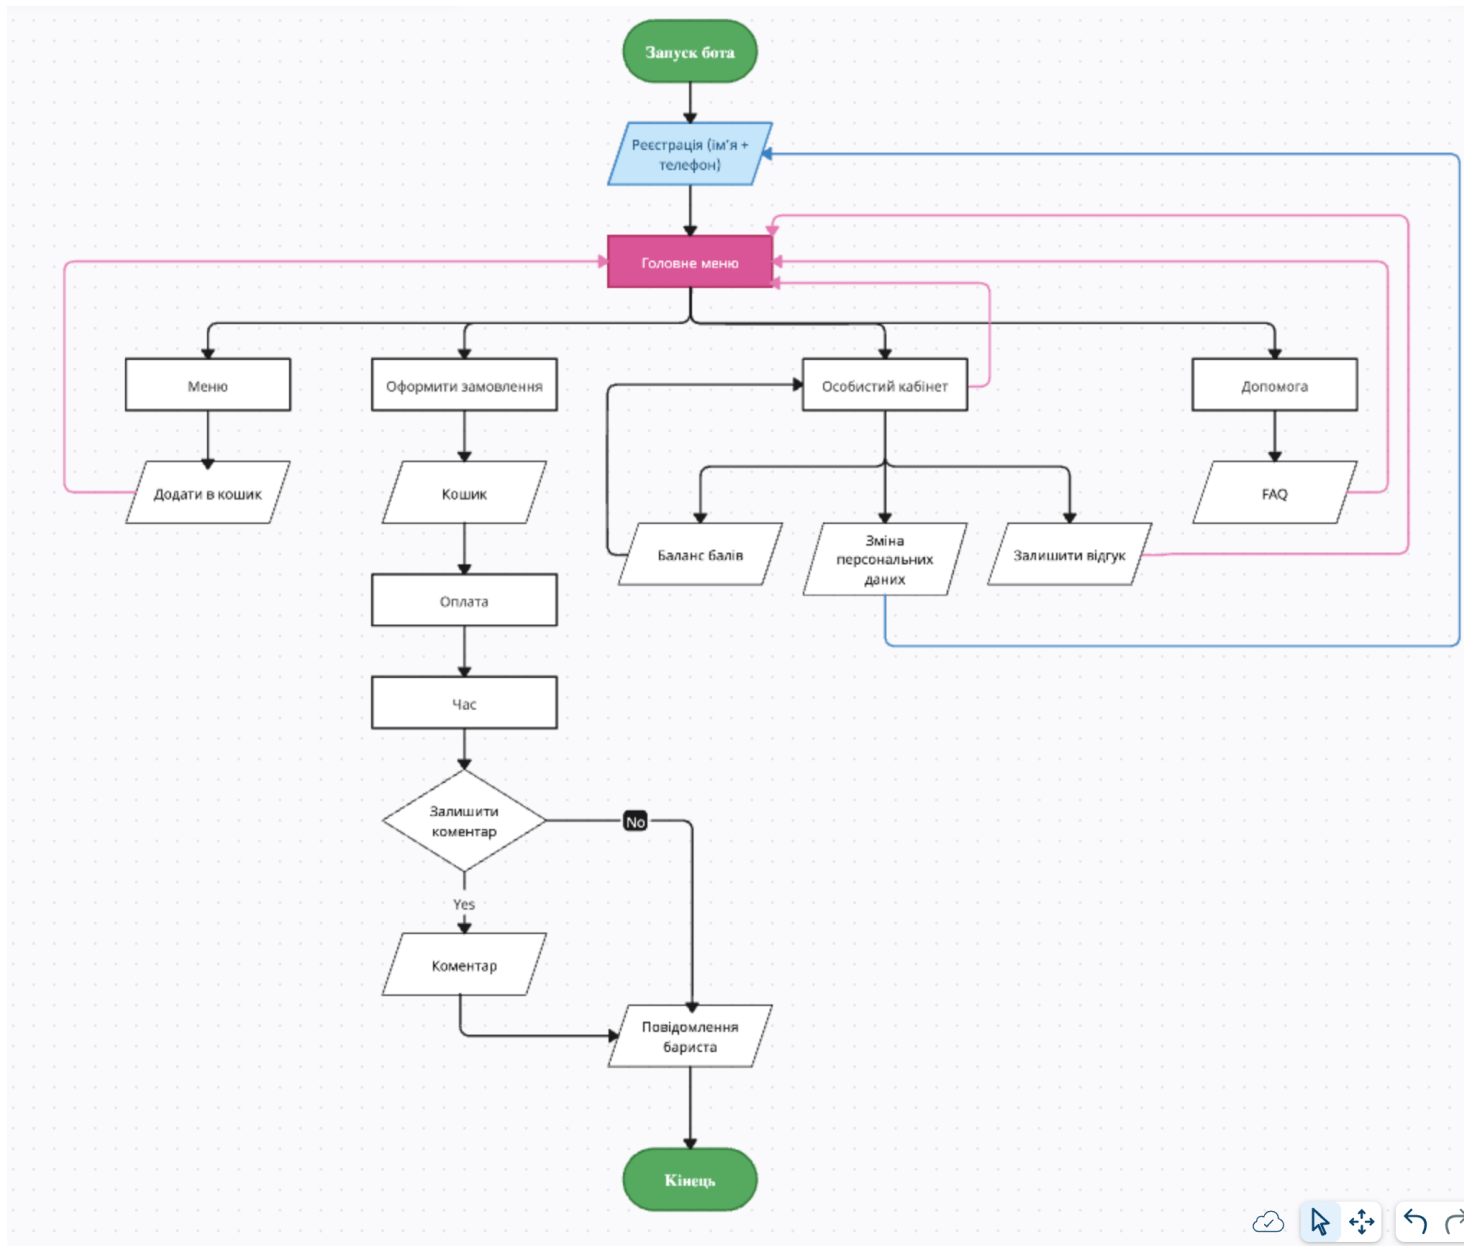 Запуск бота
Реєстрація (ім'я +
телефон)
Головне меню
Меню
Оформити замовлення
Особистий кабінет
Допомога
Додати в кошик
Кошик
FAQ
Баланс балів
Зміна
персональних
даних
Залишити відгук
Оплата
Час
Залишити
коментар
No
Yes
Коментар
Повідомлення
бариста
Кінець